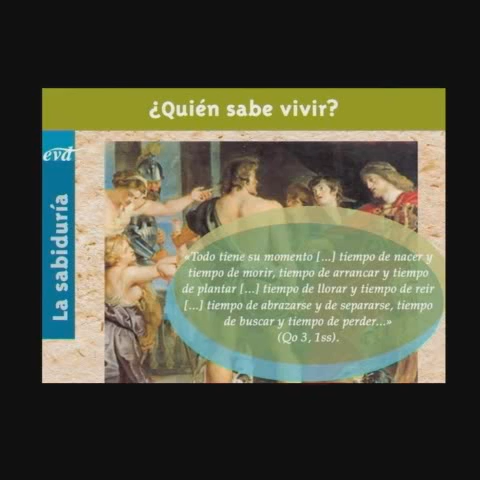 ¿Quién sabe vivir?
evd
La sabiduría
«Todo tiene su momento [...] tiempo de nacer y
tiempo de morir, tiempo de arrancar y tiempo
de plantar [...] tiempo de llorar y tiempo de reír
[...] tiempo de abrazarse y de separarse, tiempo
de buscar y tiempo de perder...»
(Qo 3, 1ss).